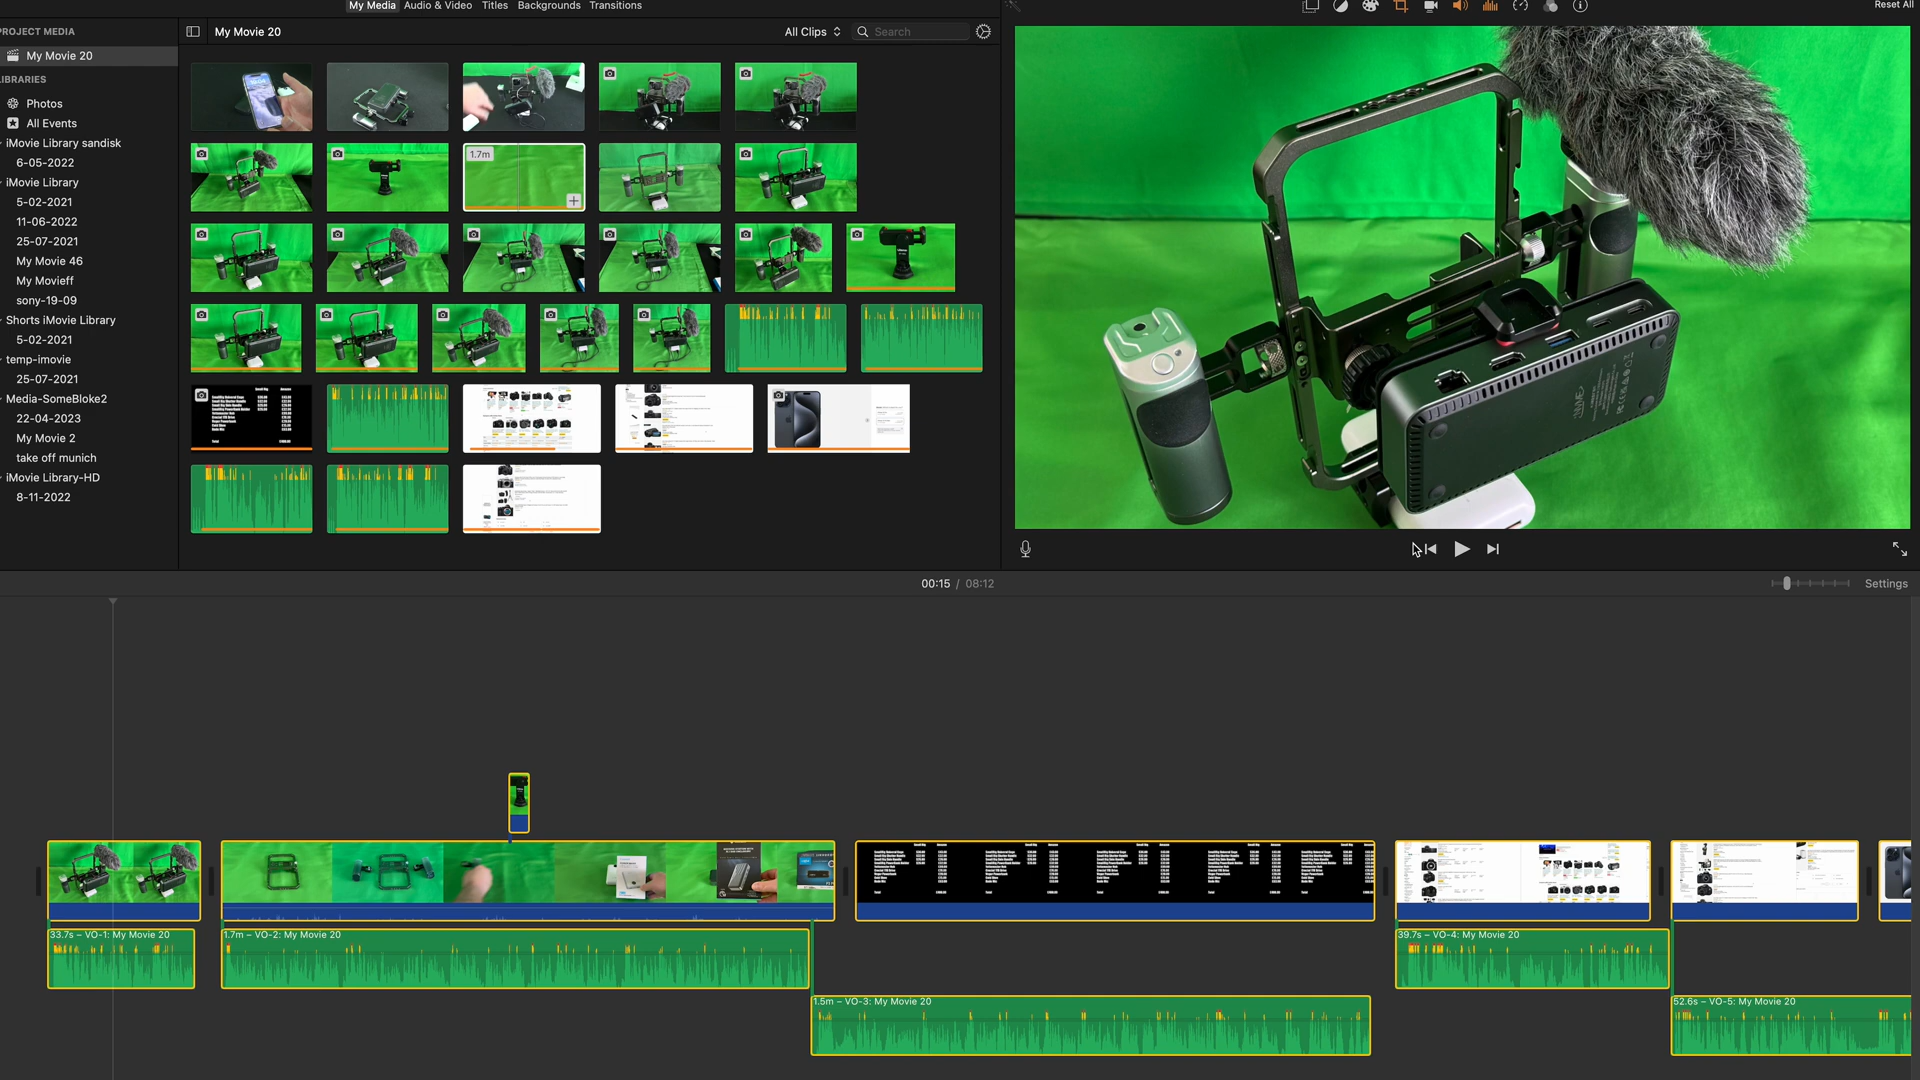 My Media Audio & Video Titles Backgrounds Transitions
Reset All
PROJECT MEDIA
My Movie 20
LIBRARIES
Photos
All Events
iMovie Library sandisk
6-05-2022
iMovie Library
5-02-2021
11-06-2022
25-07-2021
My Movie 46
My Movieff
sony-19-09
Shorts iMovie Library
5-02-2021
temp-imovie
25-07-2021
Media-SomeBloke2
22-04-2023
My Movie 2
take off munich
iMovie Library-HD
8-11-2022
My Movie 20
All Clips
Search
1.7m
00:15 / 08:12
Settings
33.7s – VO-1: My Movie 20
1.7m – VO-2: My Movie 20
1.5m – VO-3: My Movie 20
39.7s – VO-4: My Movie 20
52.6s – VO-5: My Movie 20